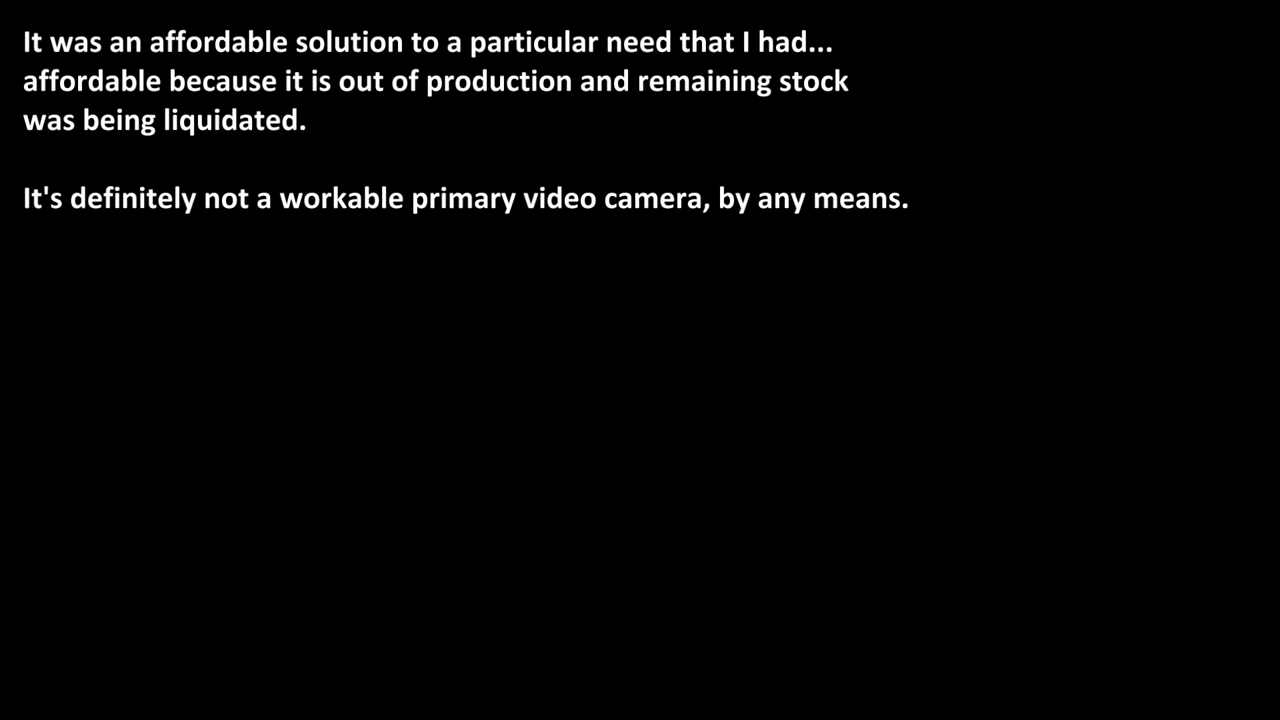 It was an affordable solution to a particular need that I had...
affordable because it is out of production and remaining stock
was being liquidated.
It's definitely not a workable primary video camera, by any means.